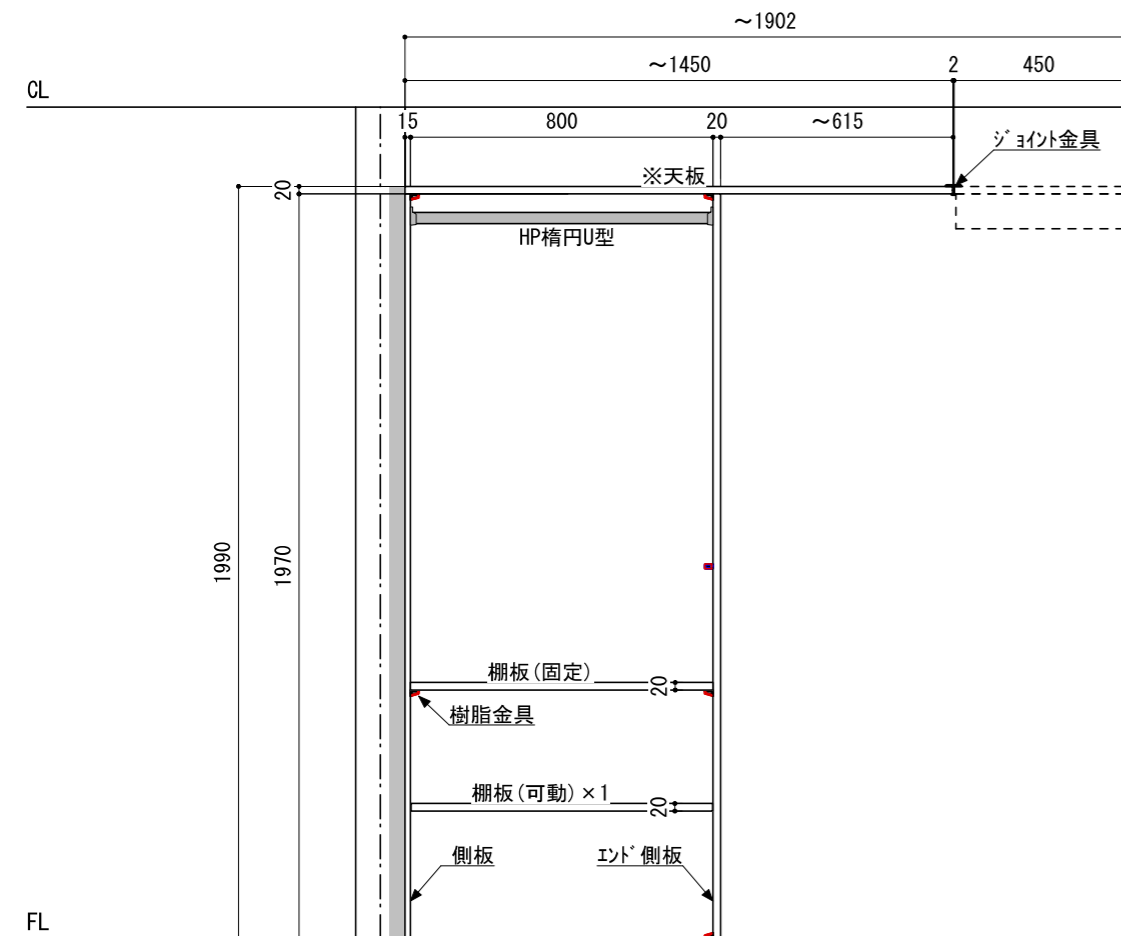 ~1902
~1450
2
450
CL
15
800
20
~615
ジョイント金具
※天板
20
HP楕円U型
1990
1970
棚板(固定)
20
樹脂金具
棚板(可動)×1
20
側板
エンド側板
FL